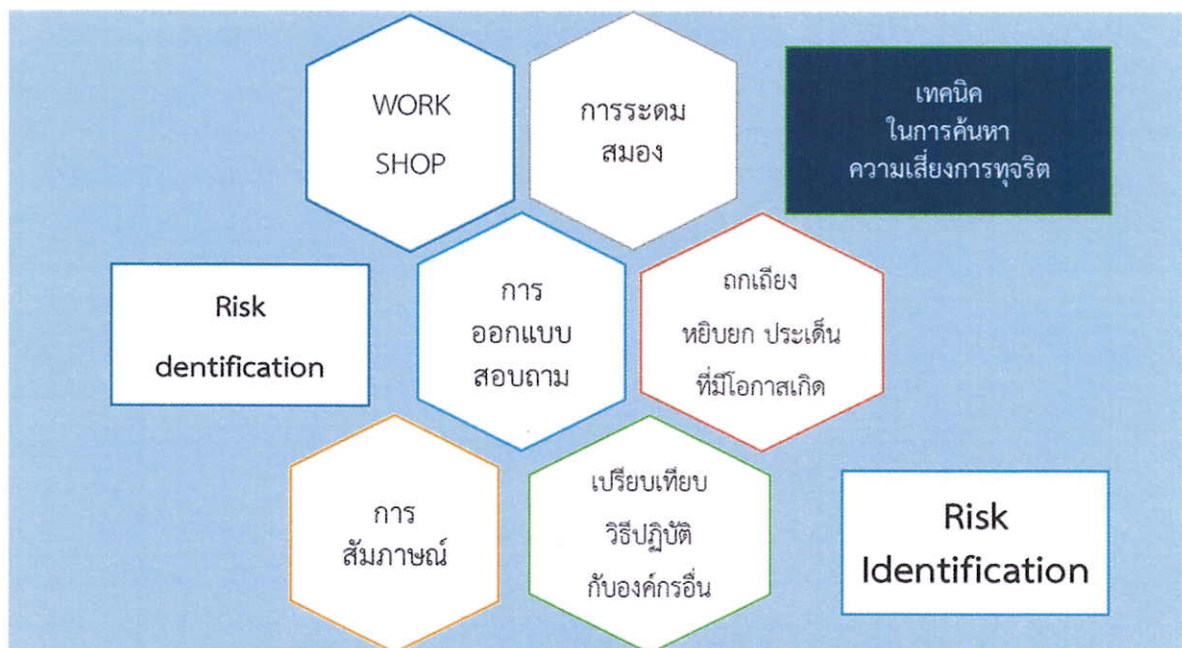 WORK
SHOP
การระดม
สมอง
เทคนิค
ในการค้นหา
ความเสี่ยงการทุจริต
Risk
dentification
การ
ออกแบบ
สอบถาม
ถกเถียง
หยิบยก ประเด็น
ที่มีโอกาสเกิด
การ
สัมภาษณ์
เปรียบเทียบ
วิธีปฏิบัติ
กับองค์กรอื่น
Risk
Identification